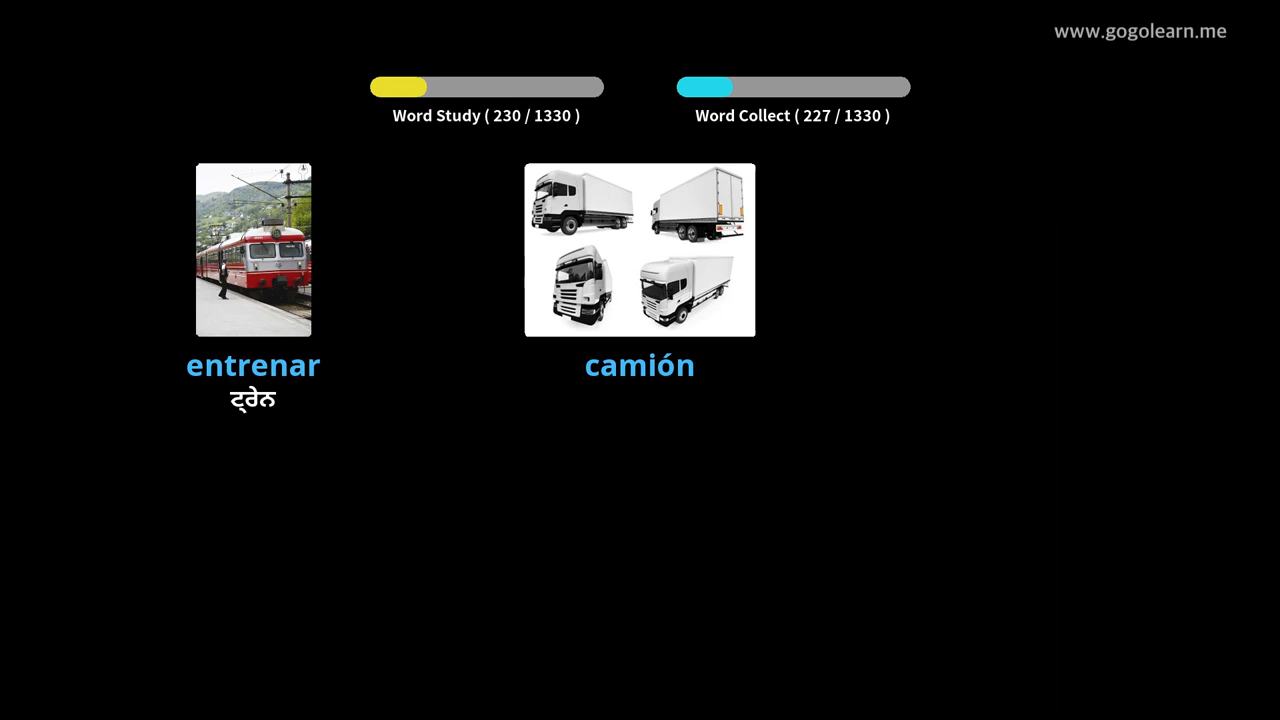 www.gogolearn.me
Word Study ( 230 / 1330 )
Word Collect ( 227 / 1330 )
entrenar
camión
ਟ੍ਰੇਨ